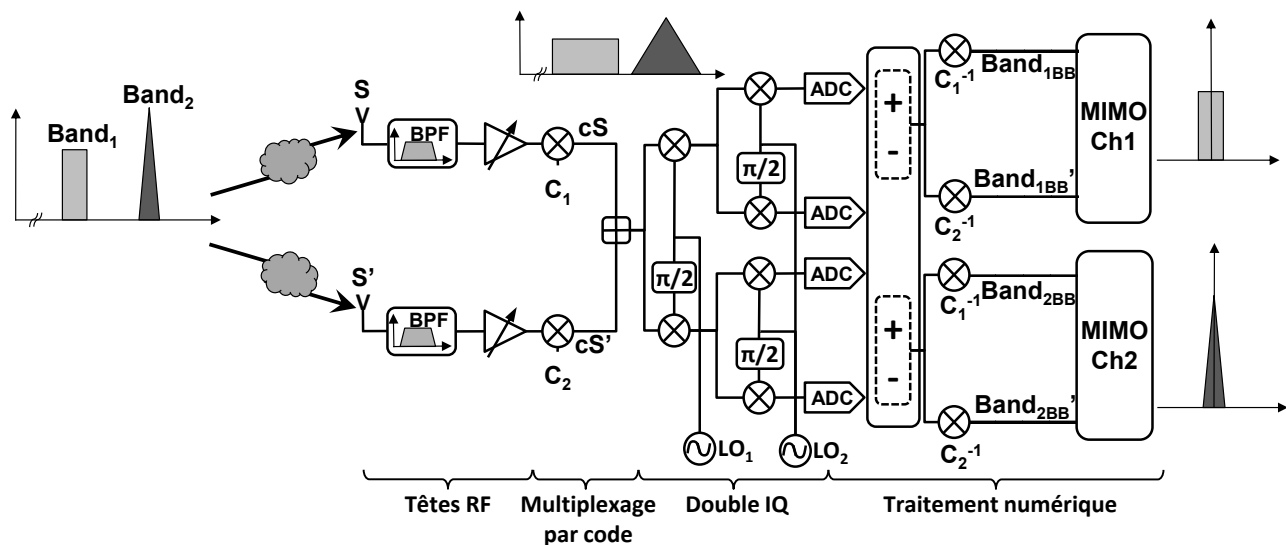 Band₁
Band₂
S
BPF
C₁
cS
S’
BPF
C₂
cS’
π/2
π/2
π/2
LO₁
LO₂
ADC
ADC
ADC
ADC
+
-
+
-
C₁⁻¹
Band₁BB
C₂⁻¹
Band₁BB’
MIMO
Ch1
C₁⁻¹
Band₂BB
C₂⁻¹
Band₂BB’
MIMO
Ch2
Têtes RF
Multiplexage
par code
Double IQ
Traitement numérique